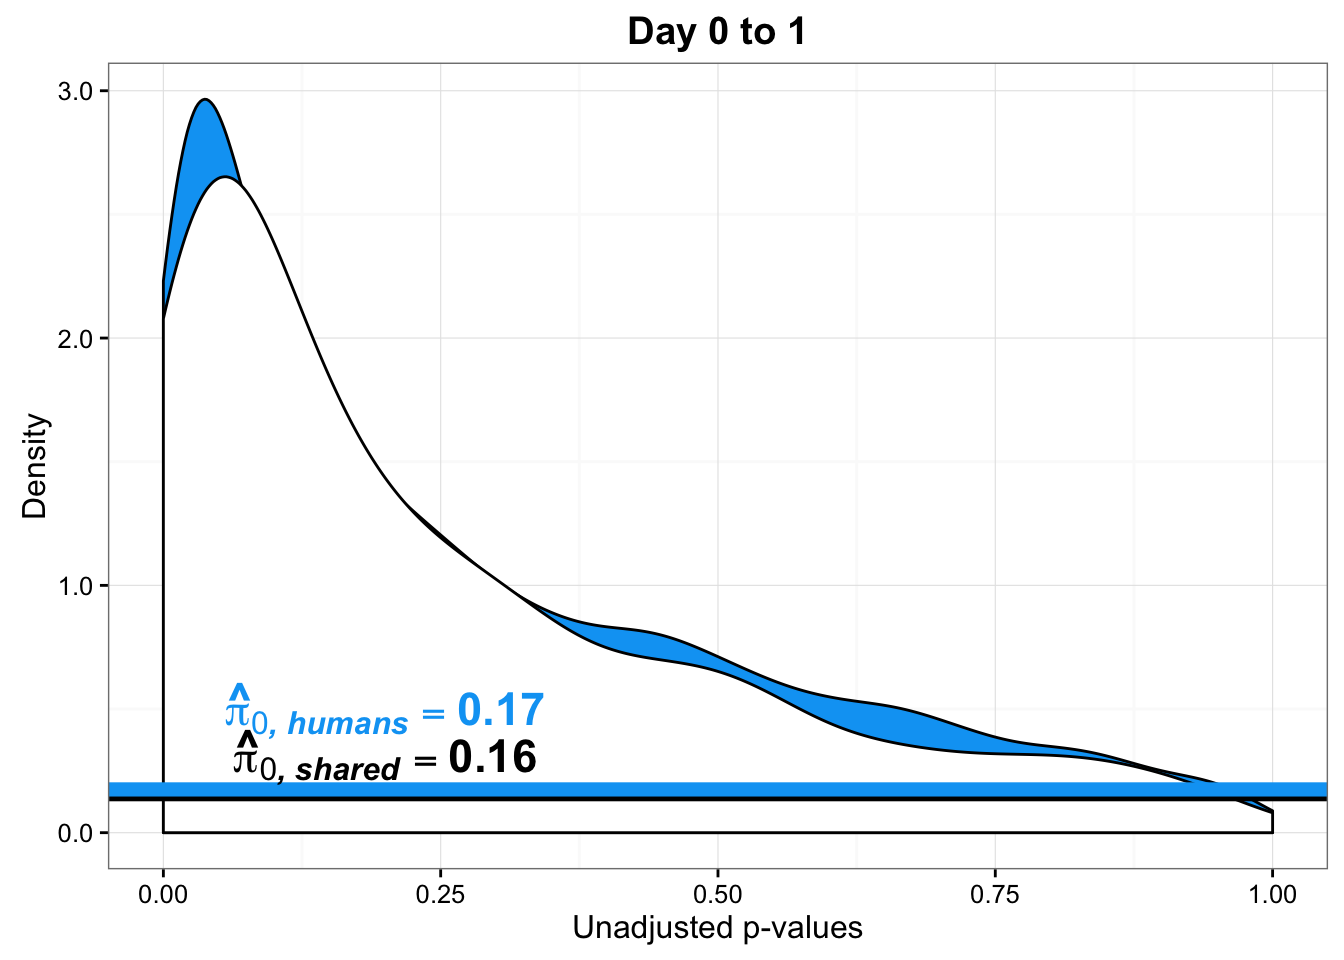 Day 0 to 1
3.0
2.0
1.0
0.0
Density
π̂0, humans = 0.17
π̂0, shared = 0.16
0.00 0.25 0.50 0.75 1.00
Unadjusted p-values